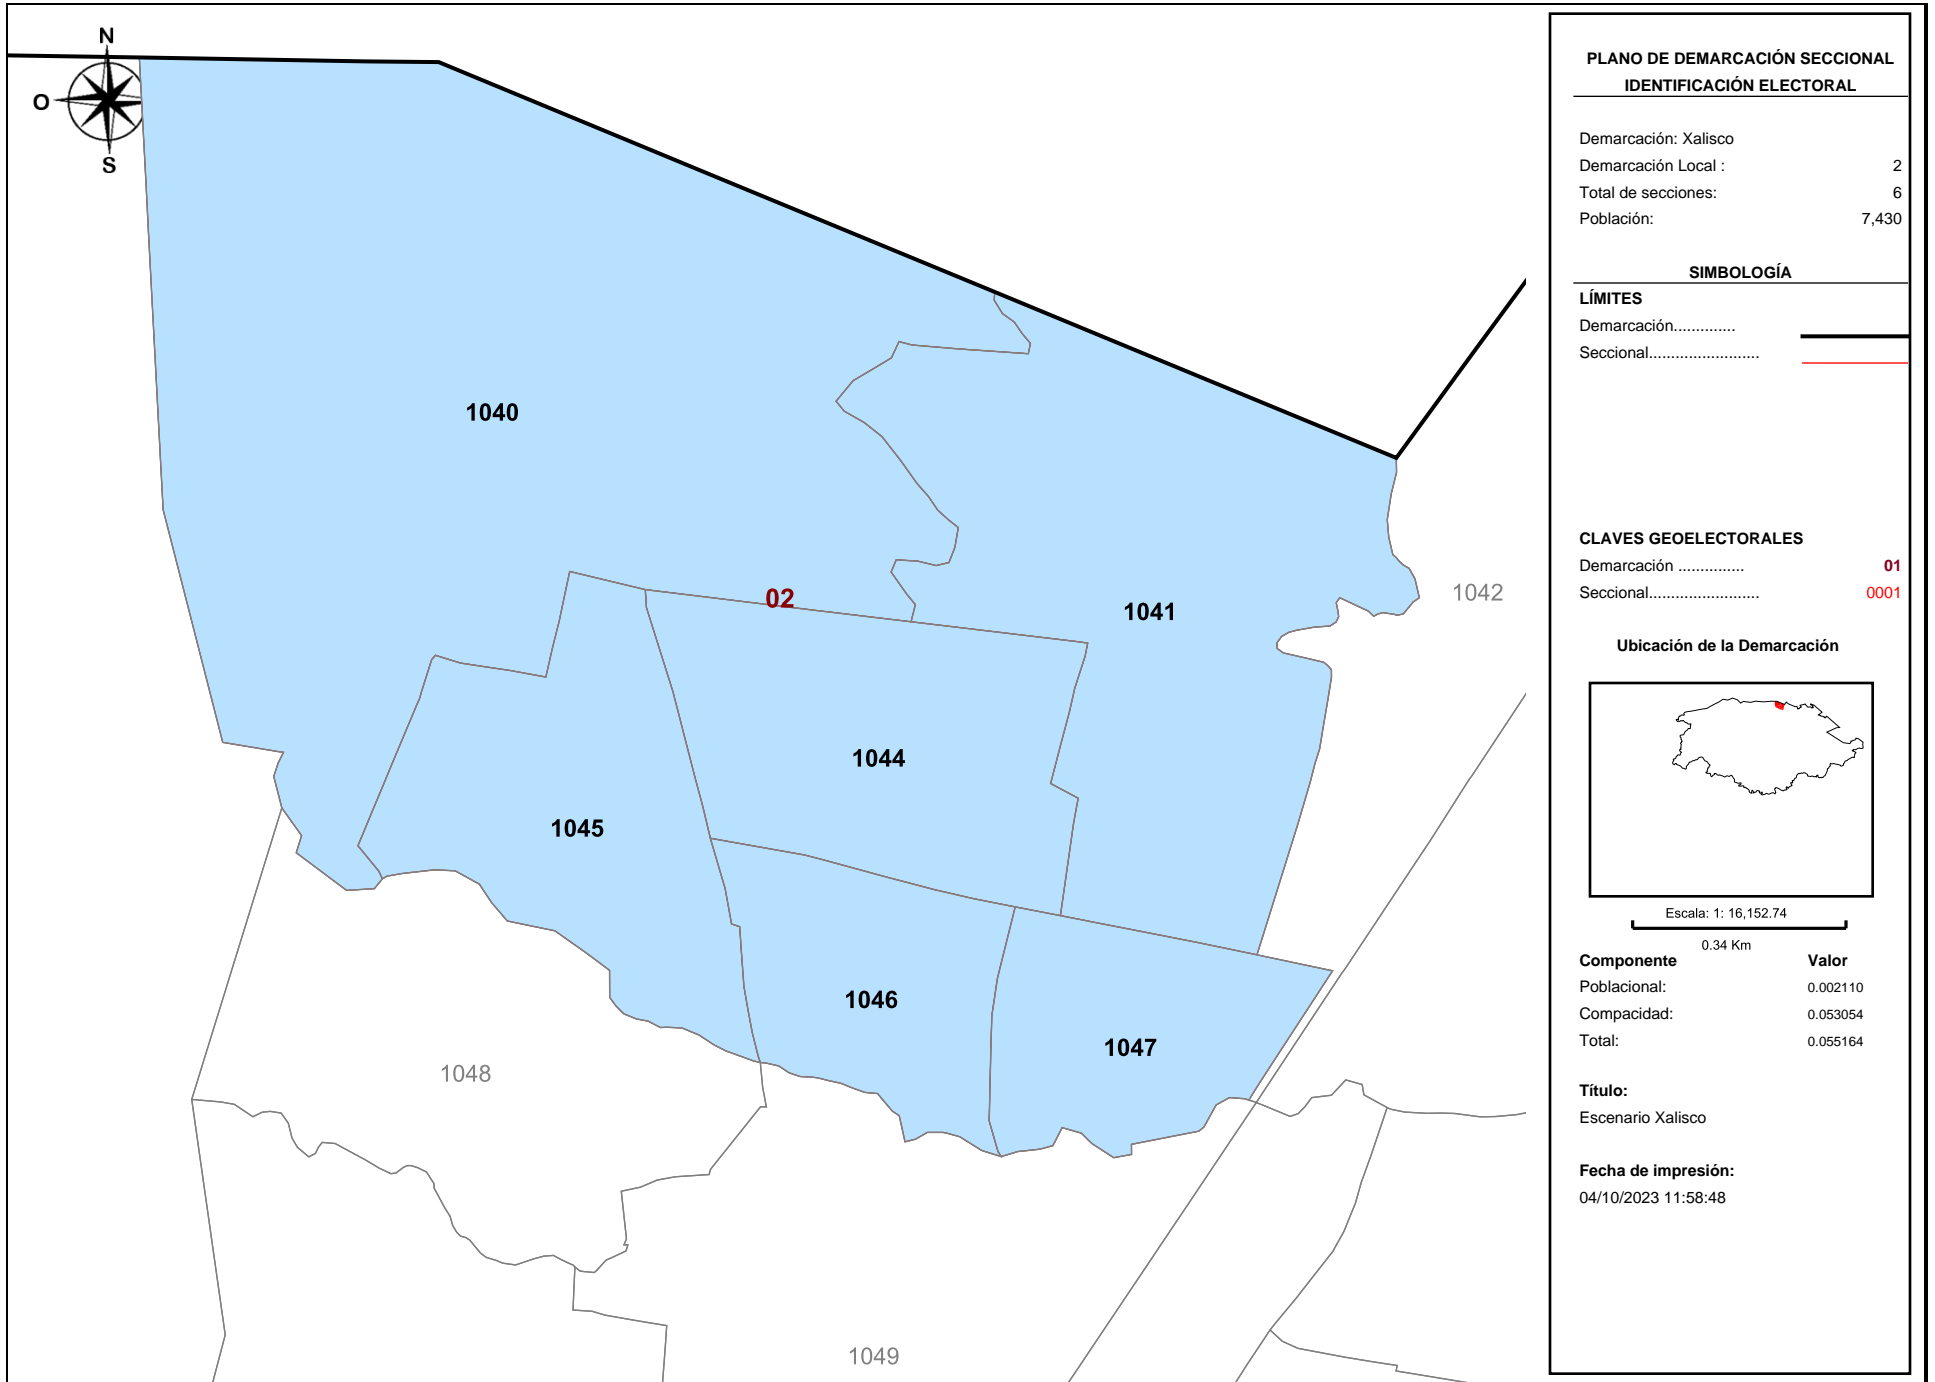 N
O
S
1040
02
1041
1042
1044
1045
1046
1047
1048
1049
PLANO DE DEMARCACIÓN SECCIONAL
IDENTIFICACIÓN ELECTORAL
Demarcación: Xalisco
Demarcación Local : 2
Total de secciones: 6
Población: 7,430
SIMBOLOGÍA
LÍMITES
Demarcación..............
Seccional.........................
CLAVES GEOELECTORALES
Demarcación ............... 01
Seccional......................... 0001
Ubicación de la Demarcación
Escala: 1: 16,152.74
0.34 Km
Componente Valor
Poblacional: 0.002110
Compacidad: 0.053054
Total: 0.055164
Título:
Escenario Xalisco
Fecha de impresión:
04/10/2023 11:58:48